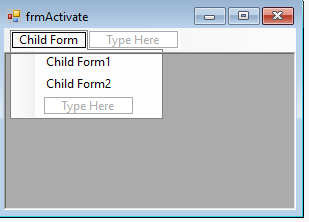 frmActivate
Child Form Type Here
Child Form1
Child Form2
Type Here